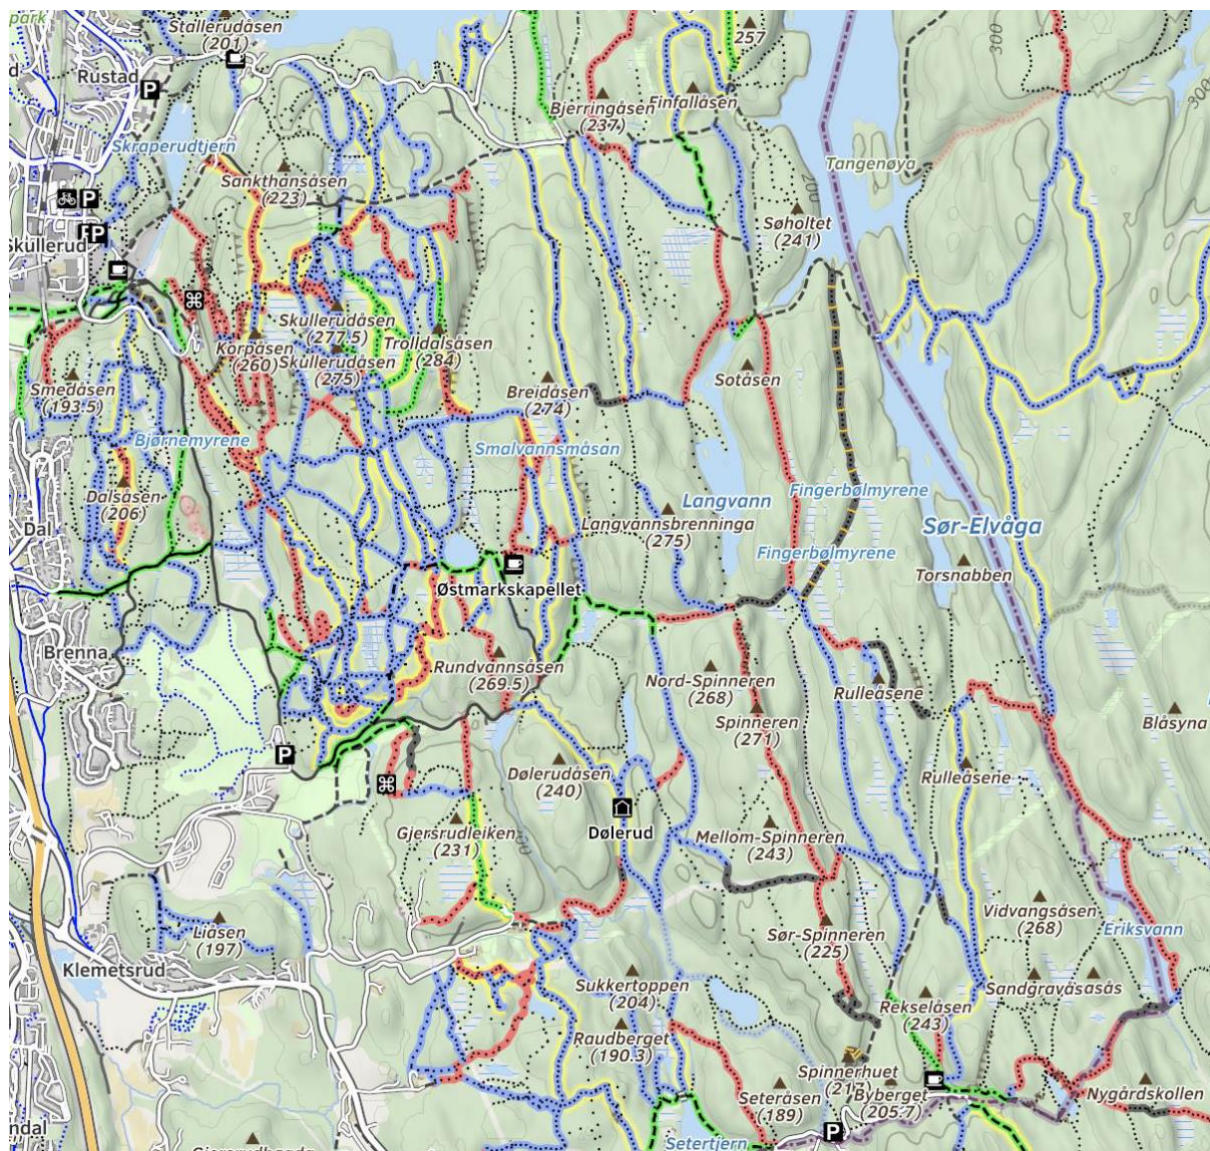 park
Stallerudåsen
(201)
Rustad
P
257
300
300
Bjerringåsen
237
Finfallåsen
Skraperudtjern
Sankthansåsen
(223)
P
Tangenøya
200
Søholtet
(241)
Skullerud
P
Skullerudåsen
(277.5)
Korpåsen
(260)
Trolldalsåsen
(284)
Skullerudåsen
(275)
Smedåsen
(193.5)
Sotåsen
Breidåsen
(274)
Bjørnemyrene
Smalvannsmåsan
Dalsåsen
(206)
Dal
Langvann
Fingerbølmyrene
Langvannsbrenninga
(275)
Sør-Elvåga
Fingerbølmyrene
Torsnabben
Østmarkskapellet
Brenna
Rundvannsåsen
(269.5)
Nord-Spinneren
(268)
Rulleåsene
Spinneren
(271)
Blåsyna
P
Dølerudåsen
(240)
Rulleåsene
Dølerud
Gjersrudleiken
(231)
Mellom-Spinneren
(243)
Liåsen
(197)
Vidvangsåsen
(268)
Eriksvann
Sør-Spinneren
(225)
Klemetsrud
Sukkertoppen
(204)
Sandgravåsasås
Rekselåsen
243
Raudberget
(190.3)
Spinnerhuet
(217)
Byberget
205.7
Seteråsen
(189)
Nygårdskollen
P
Setertjern
ndal